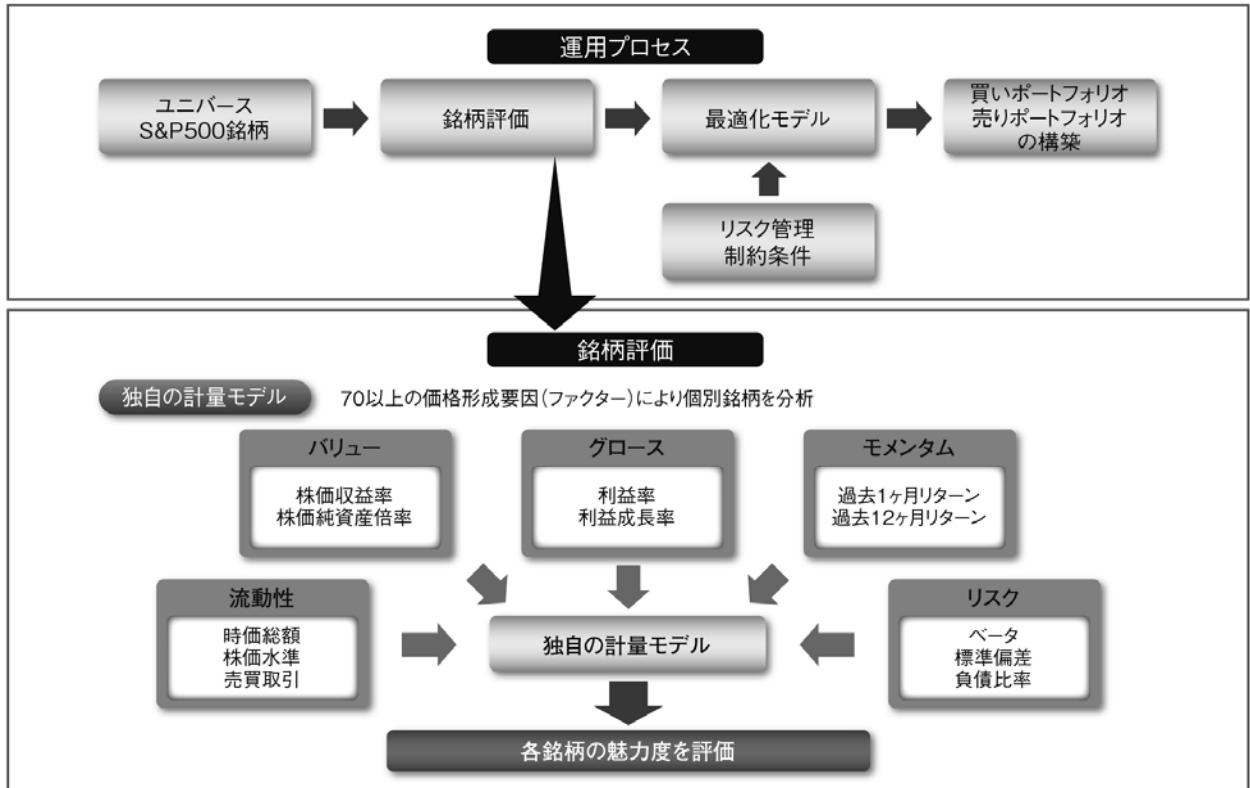 運用プロセス
ユニバース
S&P500銘柄
銘柄評価
最適化モデル
買いポートフォリオ
売りポートフォリオ
の構築
リスク管理
制約条件
銘柄評価
独自の計量モデル
70以上の価格形成要因(ファクター)により個別銘柄を分析
バリュー
株価収益率
株価純資産倍率
グロース
利益率
利益成長率
モメンタム
過去1ヶ月リターン
過去12ヶ月リターン
流動性
時価総額
株価水準
売買取引
独自の計量モデル
リスク
ベータ
標準偏差
負債比率
各銘柄の魅力度を評価